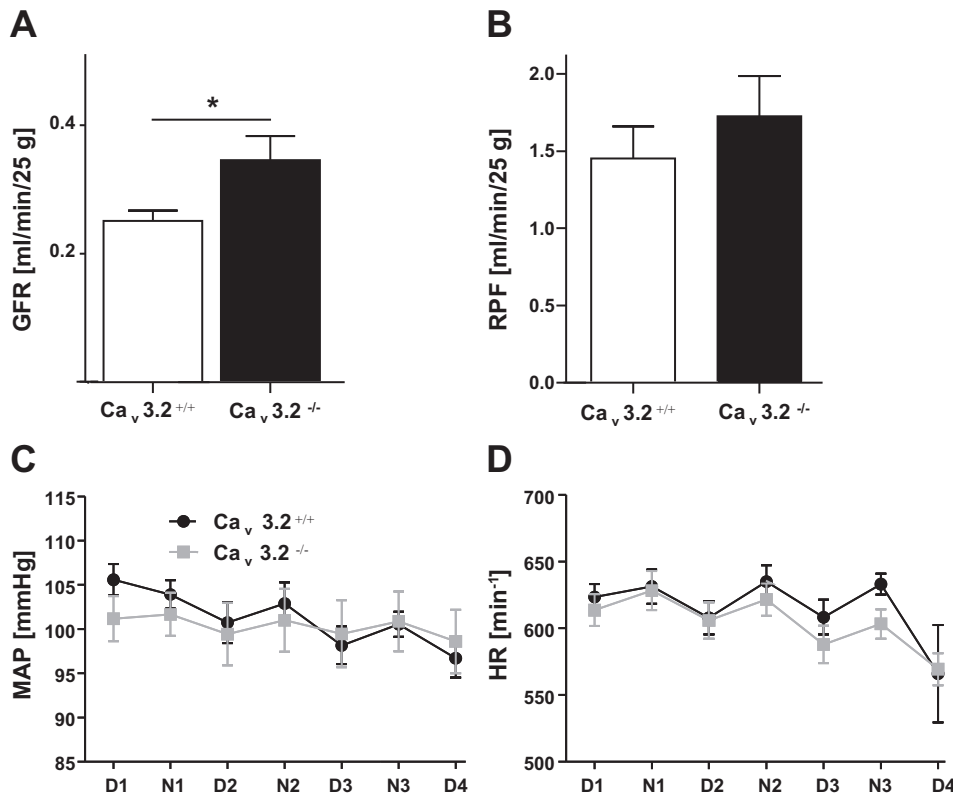 A
GFR [ml/min/25 g]
0.4
0.2
*
Ca v 3.2 +/+
Ca v 3.2 -/-
B
RPF [ml/min/25 g]
2.0
1.5
1.0
0.5
0.0
Ca v 3.2 +/+
Ca v 3.2 -/-
C
MAP [mmHg]
115
110
105
100
95
90
85
Ca v 3.2 +/+
Ca v 3.2 -/-
D1 N1 D2 N2 D3 N3 D4
D
HR [min-1]
700
650
600
550
500
D1 N1 D2 N2 D3 N3 D4